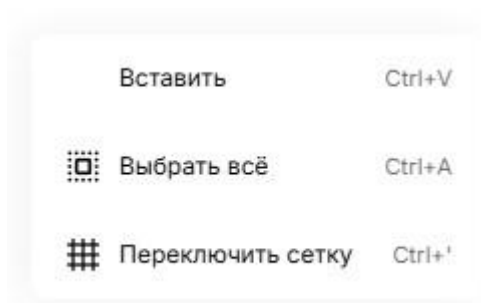 Вставить Ctrl+V
Выбрать всё Ctrl+A
Переключить сетку Ctrl+'